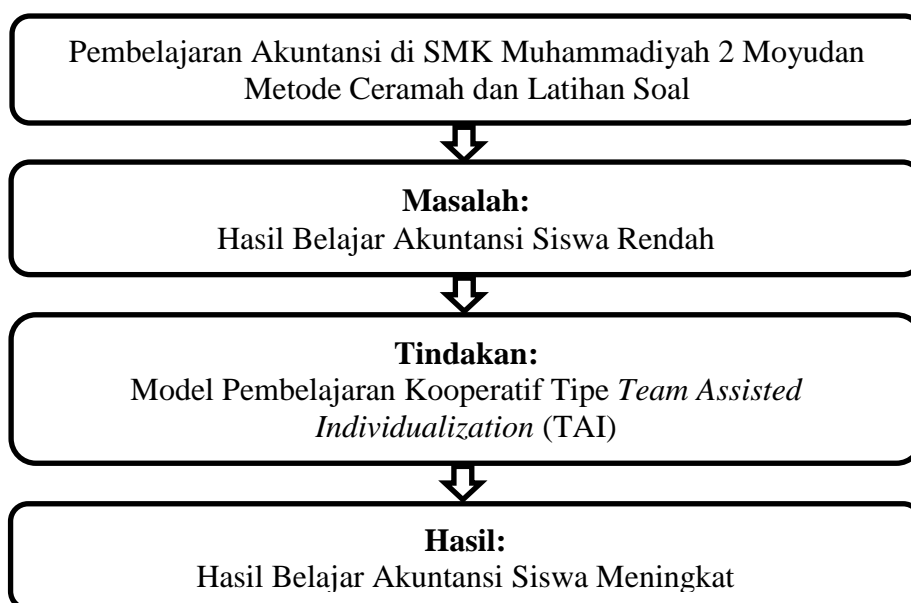 Pembelajaran Akuntansi di SMK Muhammadiyah 2 Moyudan
Metode Ceramah dan Latihan Soal
Masalah:
Hasil Belajar Akuntansi Siswa Rendah
Tindakan:
Model Pembelajaran Kooperatif Tipe Team Assisted
Individualization (TAI)
Hasil:
Hasil Belajar Akuntansi Siswa Meningkat